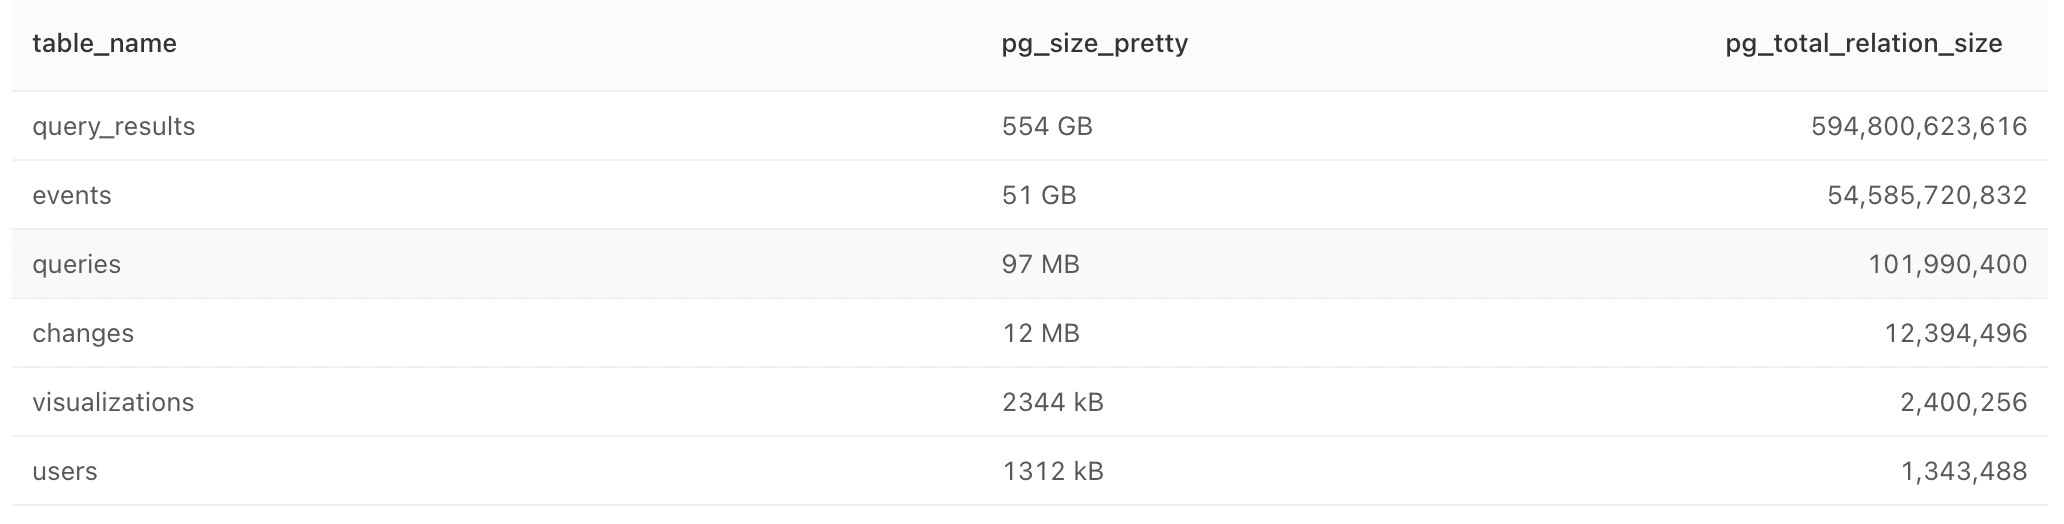 table_name pg_size_pretty pg_total_relation_size
query_results 554 GB 594,800,623,616
events 51 GB 54,585,720,832
queries 97 MB 101,990,400
changes 12 MB 12,394,496
visualizations 2344 kB 2,400,256
users 1312 kB 1,343,488